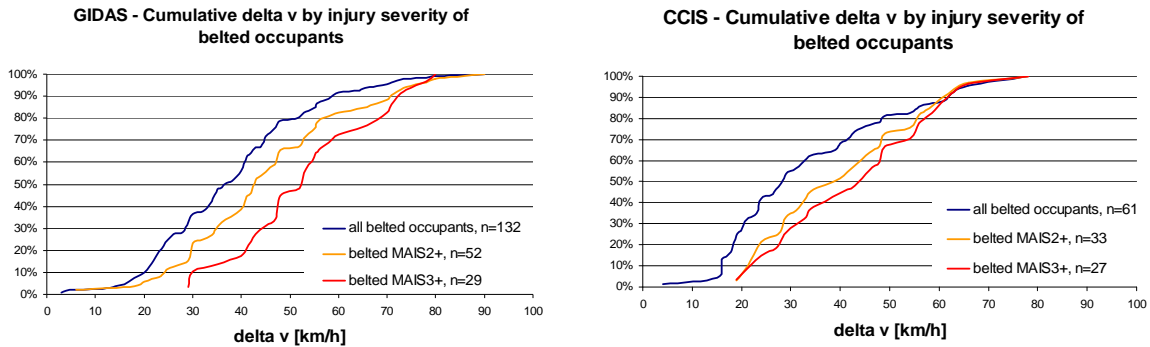 GIDAS - Cumulative delta v by injury severity of
belted occupants
100%
90%
80%
70%
60%
50%
40%
30%
20%
10%
0%
all belted occupants, n=132
belted MAIS2+, n=52
belted MAIS3+, n=29
0 10 20 30 40 50 60 70 80 90 100
delta v [km/h]
CCIS - Cumulative delta v by injury severity of
belted occupants
100%
90%
80%
70%
60%
50%
40%
30%
20%
10%
0%
all belted occupants, n=61
belted MAIS2+, n=33
belted MAIS3+, n=27
0 10 20 30 40 50 60 70 80 90 100
delta v [km/h]